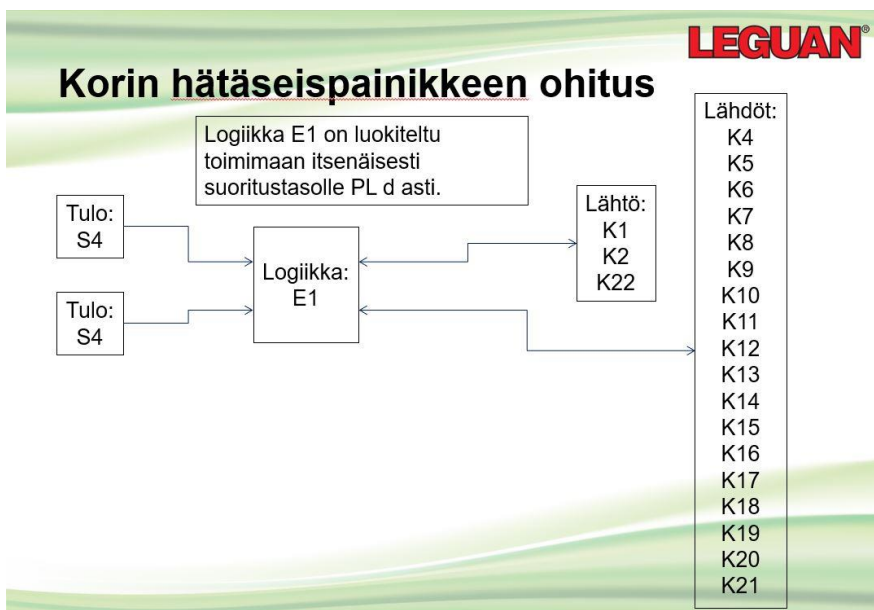 LEGUAN®
Korin hätäseispainikkeen ohitus
Logiikka E1 on luokiteltu
toimimaan itsenäisesti
suoritustasolle PL d asti.
Tulo:
S4
Tulo:
S4
Logiikka:
E1
Lähtö:
K1
K2
K22
Lähdöt:
K4
K5
K6
K7
K8
K9
K10
K11
K12
K13
K14
K15
K16
K17
K18
K19
K20
K21